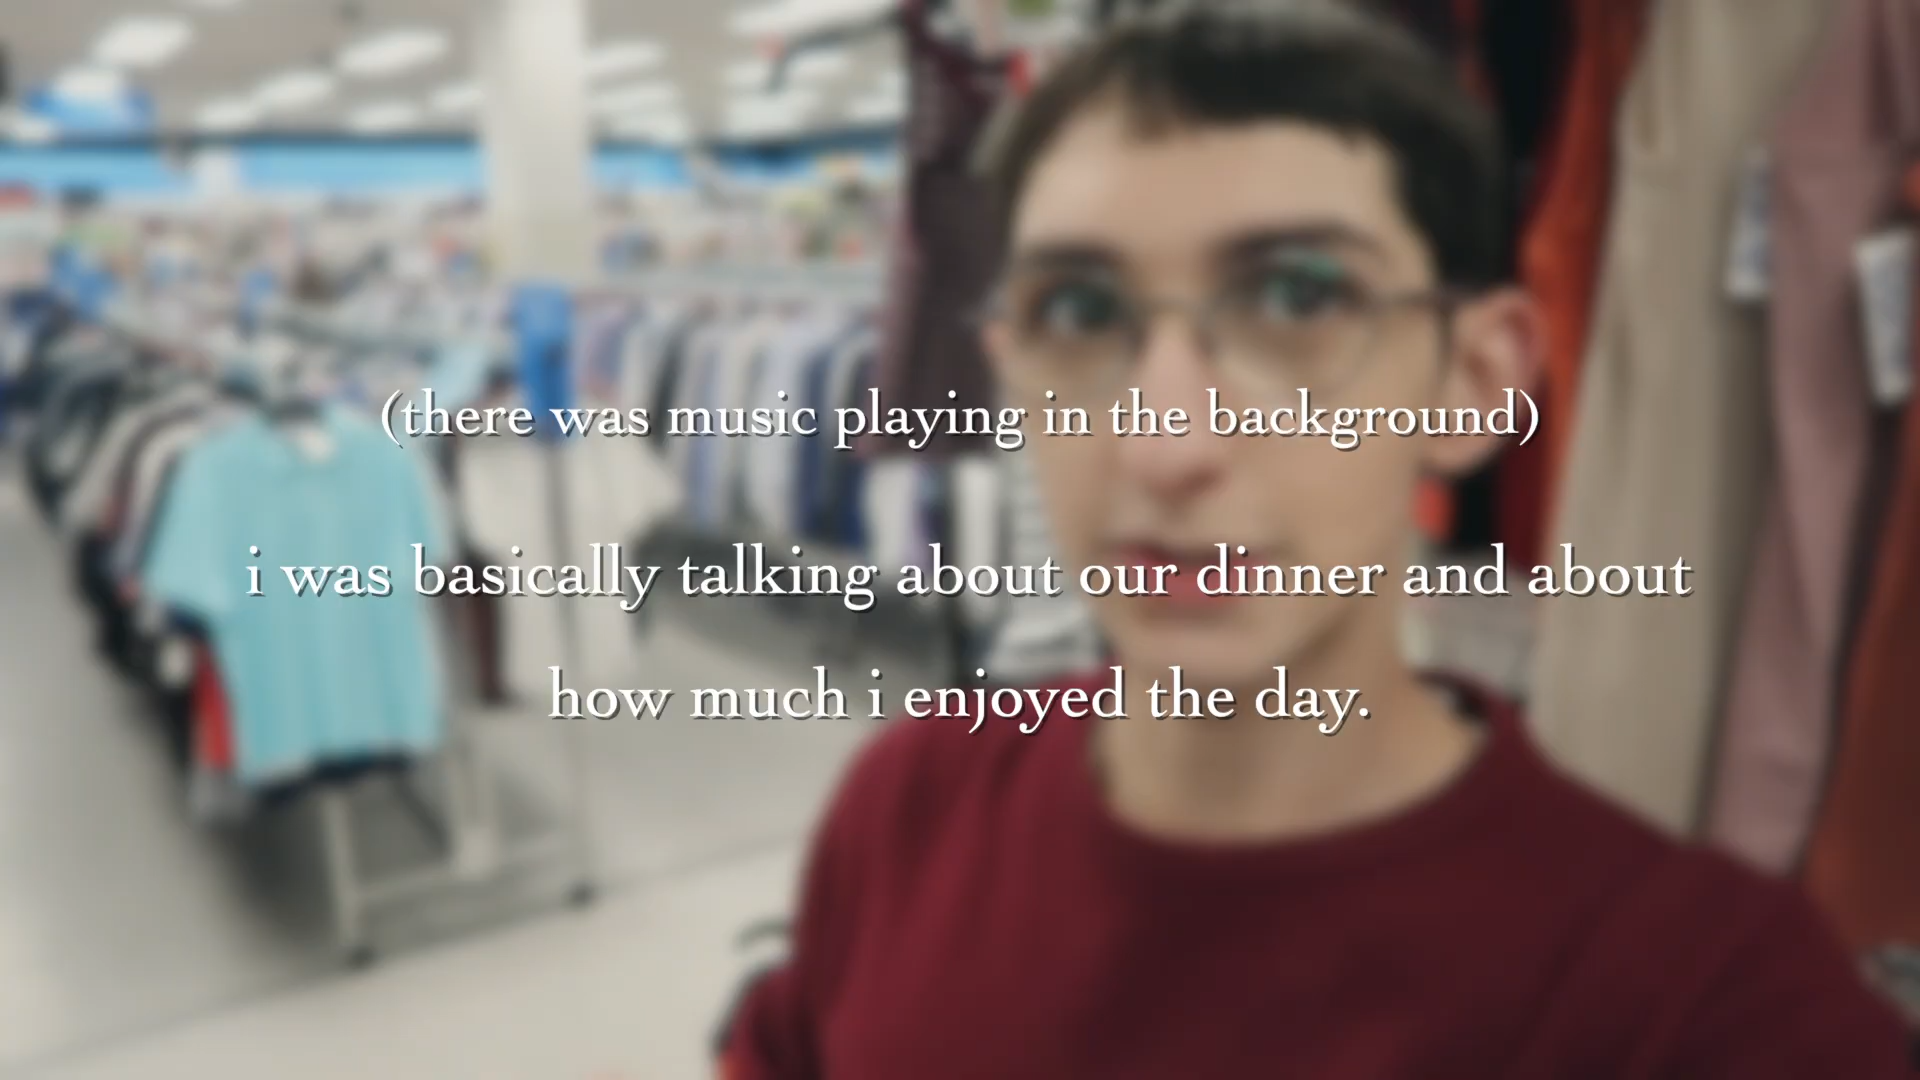 (there was music playing in the background)
i was basically talking about our dinner and about
how much i enjoyed the day.